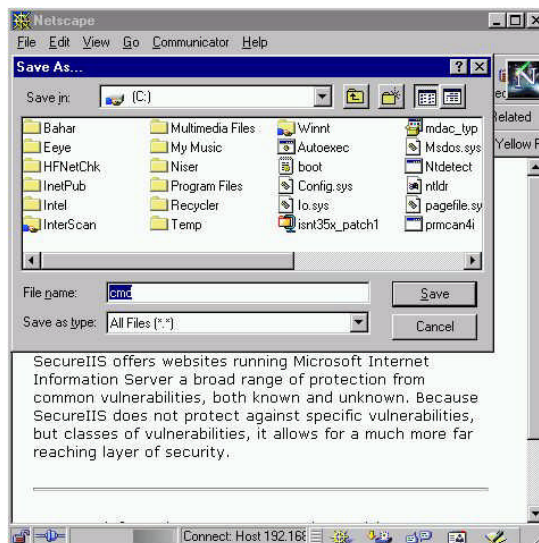 Netscape
File Edit View Go Communicator Help
Save As...
Save in: (C:)
Related
Yellow
Bahar Multimedia Files Winnt mdac_typ
Eeye My Music Autoexec Msdos.sys
HFNetChk Niser boot Ntdetect
InetPub Program Files Config.sys ntldr
Intel Recycler Io.sys pagefile.sy
InterScan Temp isnt35x_patch1 prmcan4i
File name: cmd Save
Save as type: All Files (*.*) Cancel
SecureIIS offers websites running Microsoft Internet
Information Server a broad range of protection from
common vulnerabilities, both known and unknown. Because
SecureIIS does not protect against specific vulnerabilities,
but classes of vulnerabilities, it allows for a much more far
reaching layer of security.
Connect: Host 192.168